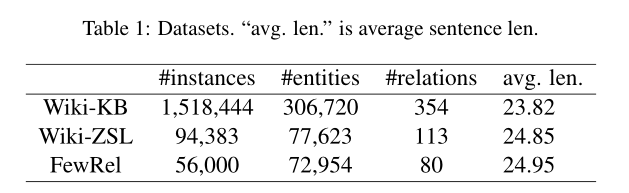 Table 1: Datasets. “avg. len.” is average sentence len.
#instances #entities #relations avg. len.
Wiki-KB 1,518,444 306,720 354 23.82
Wiki-ZSL 94,383 77,623 113 24.85
FewRel 56,000 72,954 80 24.95